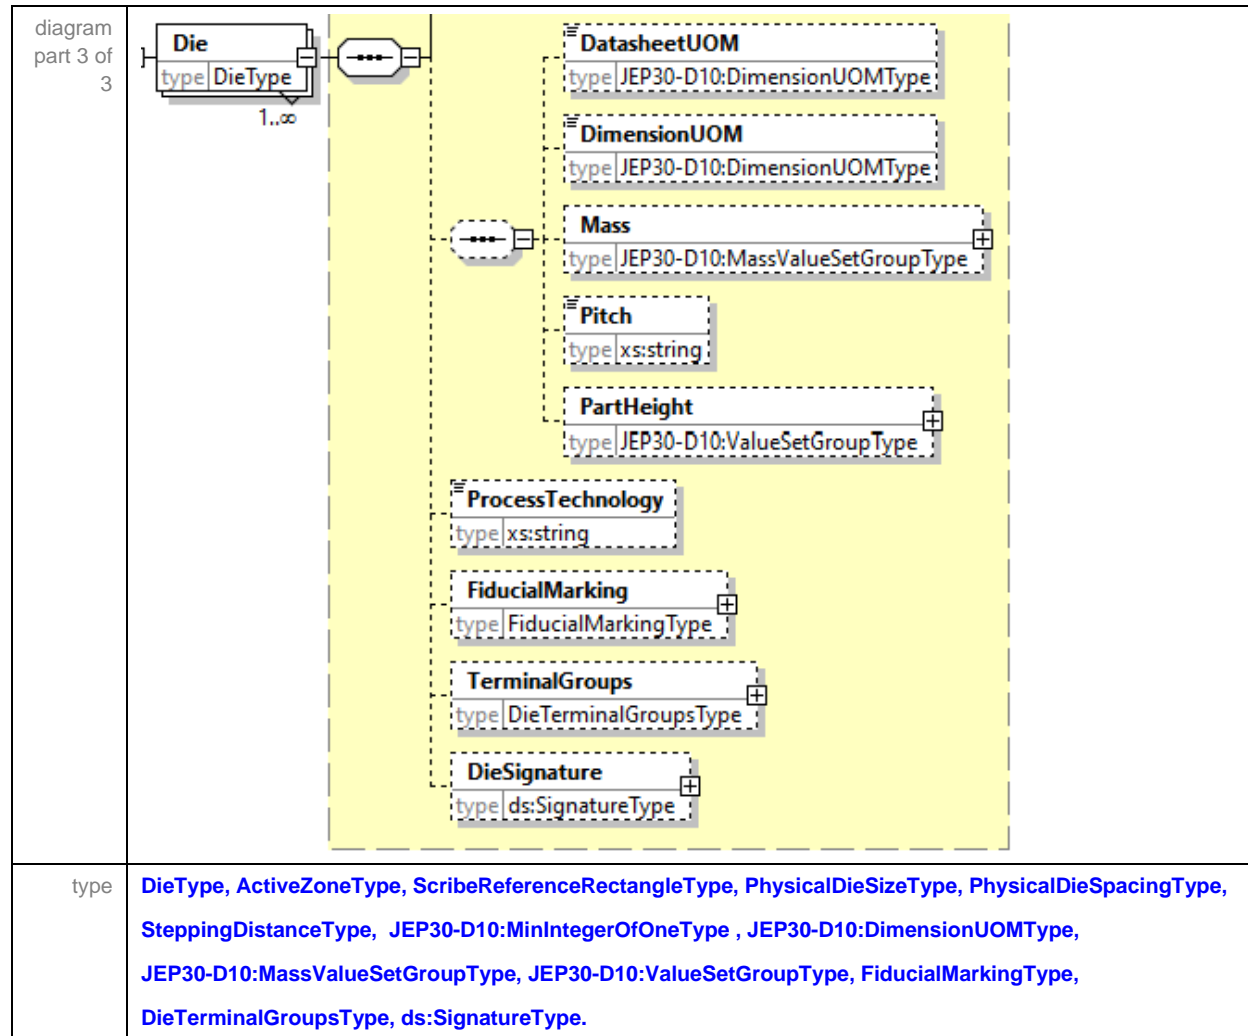 diagram
part 3 of
3
Die
type DieType
1..∞
DatasheetUOM
type JEP30-D10:DimensionUOMType
DimensionUOM
type JEP30-D10:DimensionUOMType
Mass
type JEP30-D10:MassValueSetGroupType
Pitch
type xs:string
PartHeight
type JEP30-D10:ValueSetGroupType
ProcessTechnology
type xs:string
FiducialMarking
type FiducialMarkingType
TerminalGroups
type DieTerminalGroupsType
DieSignature
type ds:SignatureType
type
DieType, ActiveZoneType, ScribeReferenceRectangleType, PhysicalDieSizeType, PhysicalDieSpacingType,
SteppingDistanceType, JEP30-D10:MinIntegerOfOneType , JEP30-D10:DimensionUOMType,
JEP30-D10:MassValueSetGroupType, JEP30-D10:ValueSetGroupType, FiducialMarkingType,
DieTerminalGroupsType, ds:SignatureType.